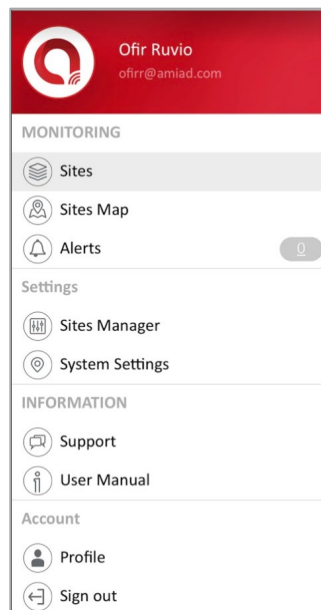 Ofir Ruvio
ofirr@amiad.com
MONITORING
Sites
Sites Map
Alerts 0
Settings
Sites Manager
System Settings
INFORMATION
Support
User Manual
Account
Profile
Sign out